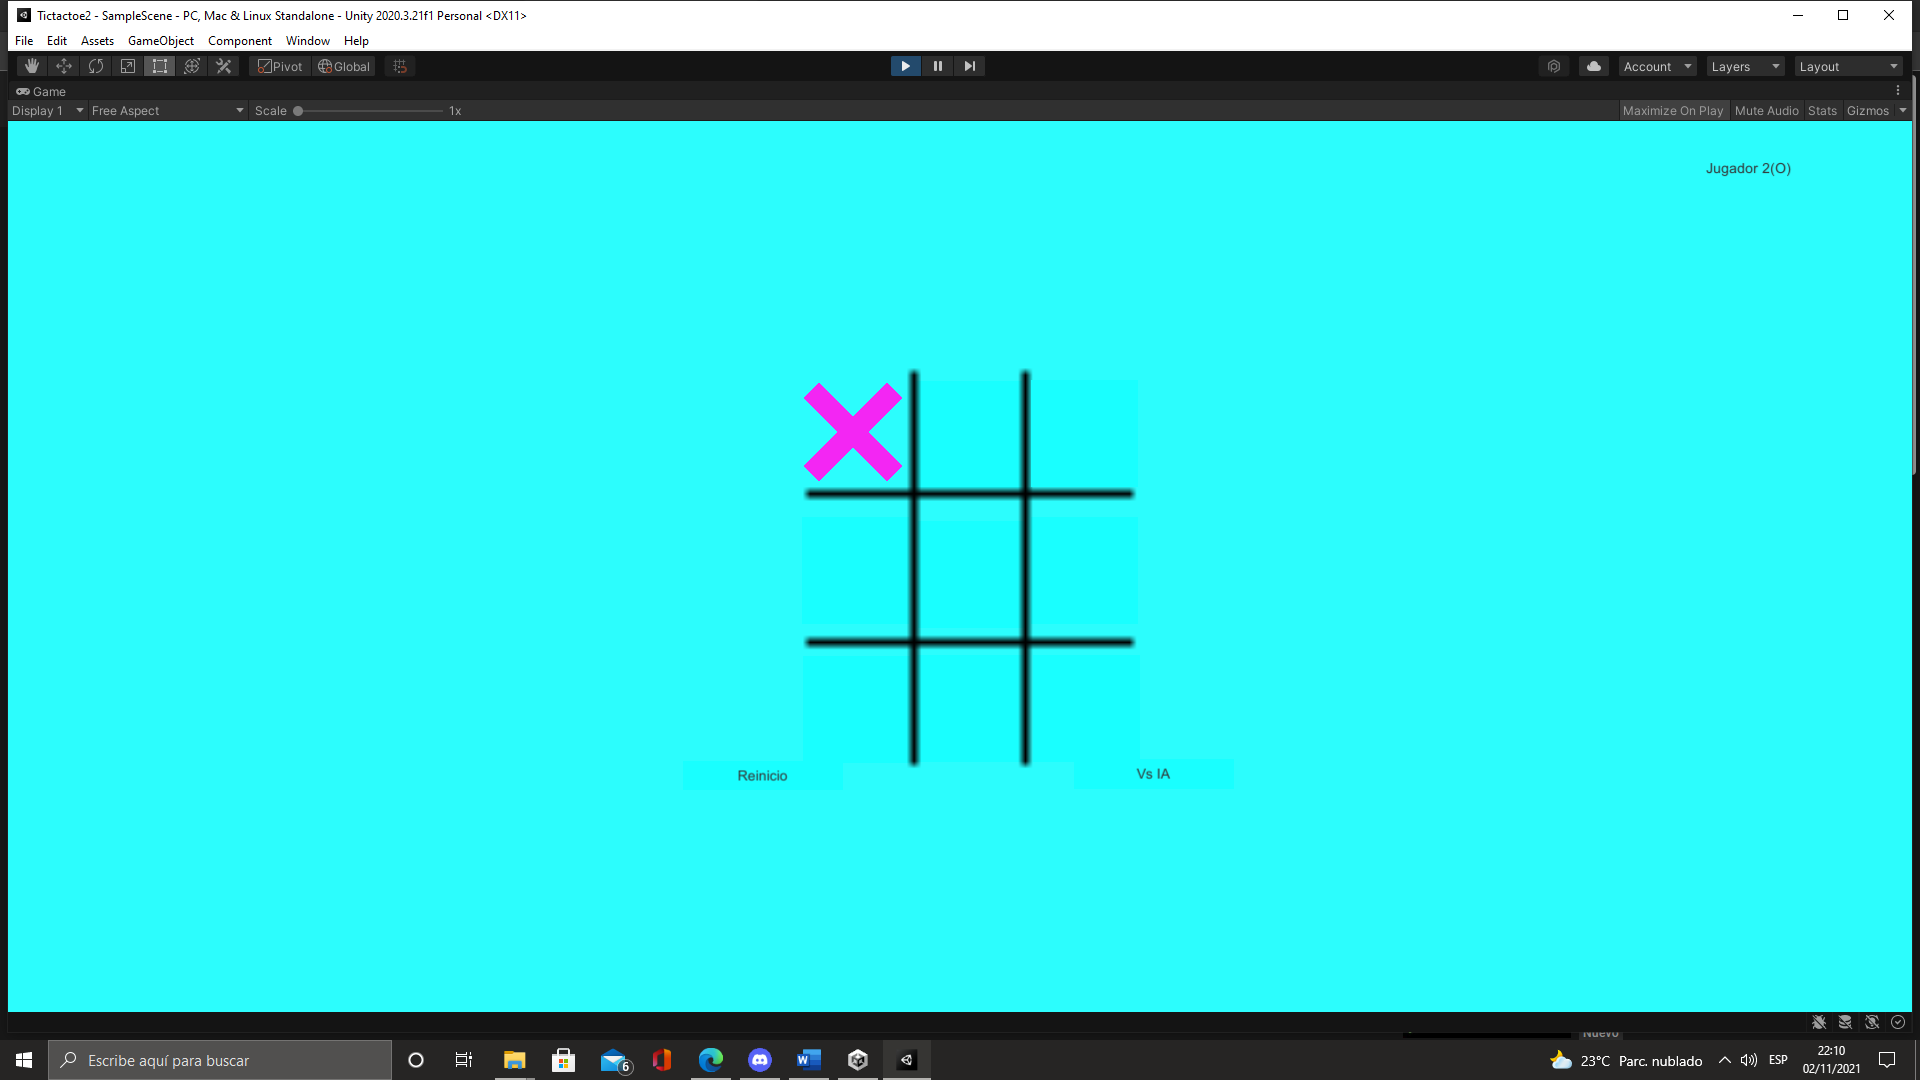 Tictactoe2 - SampleScene - PC, Mac & Linux Standalone - Unity 2020.3.21f1 Personal <DX11>
File Edit Assets GameObject Component Window Help
Pivot Global Account Layers Layout
Game
Display 1 Free Aspect Scale 1x Maximize On Play Mute Audio Stats Gizmos
Jugador 2(O)
Reinicio Vs IA
Nuevo
Escribe aquí para buscar 6 23°C Parc. nublado ESP 22:10
02/11/2021